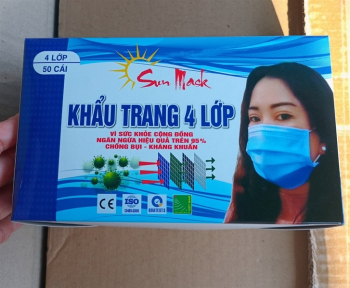 4 LỚP
50 CÁI
Sun Mask
KHẨU TRANG 4 LỚP
VÌ SỨC KHỎE CỘNG ĐỒNG
NGĂN NGỪA HIỆU QUẢ TRÊN 95%
CHỐNG BỤI - KHÁNG KHUẨN
CE
ISO